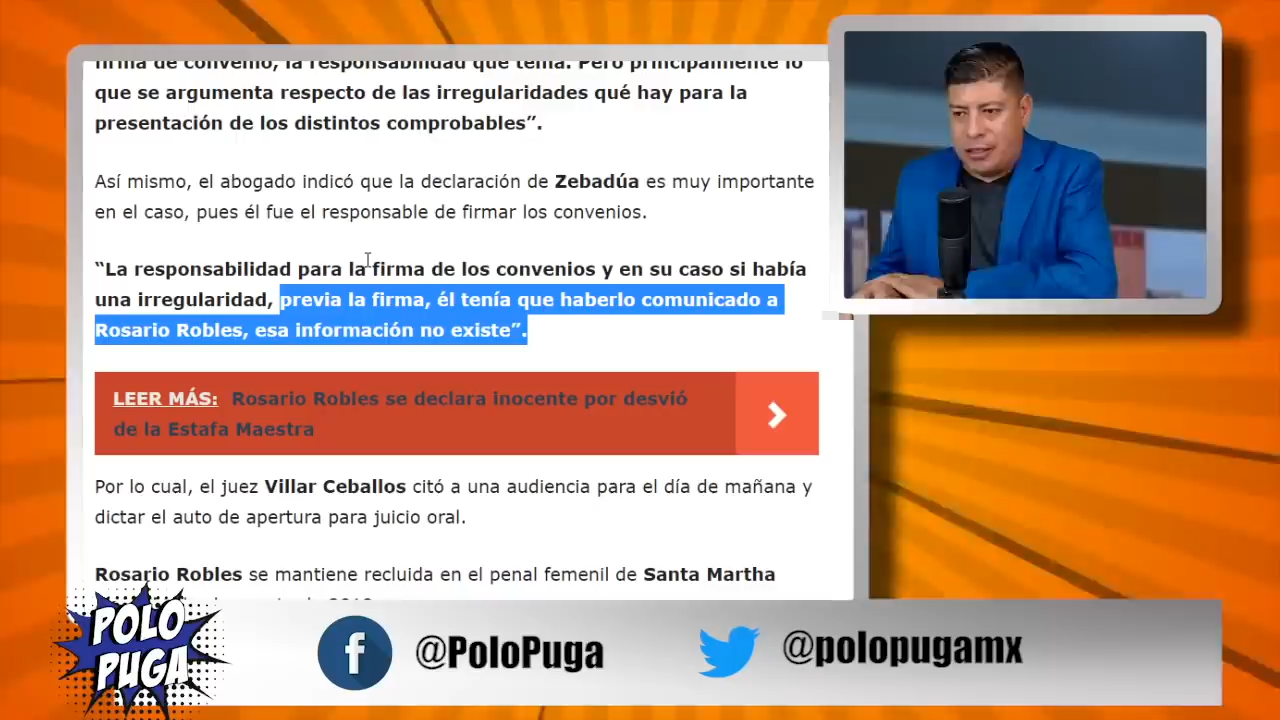 firma de convenio, la responsabilidad que tenía. Pero principalmente lo
que se argumenta respecto de las irregularidades qué hay para la
presentación de los distintos comprobables”.
Así mismo, el abogado indicó que la declaración de Zebadúa es muy importante
en el caso, pues él fue el responsable de firmar los convenios.
“La responsabilidad para la firma de los convenios y en su caso si había
una irregularidad, previa la firma, él tenía que haberlo comunicado a
Rosario Robles, esa información no existe”.
LEER MÁS: Rosario Robles se declara inocente por desvió
de la Estafa Maestra
Por lo cual, el juez Villar Ceballos citó a una audiencia para el día de mañana y
dictar el auto de apertura para juicio oral.
Rosario Robles se mantiene recluida en el penal femenil de Santa Martha
POLO
PUGA
f
@PoloPuga
@polopugamx